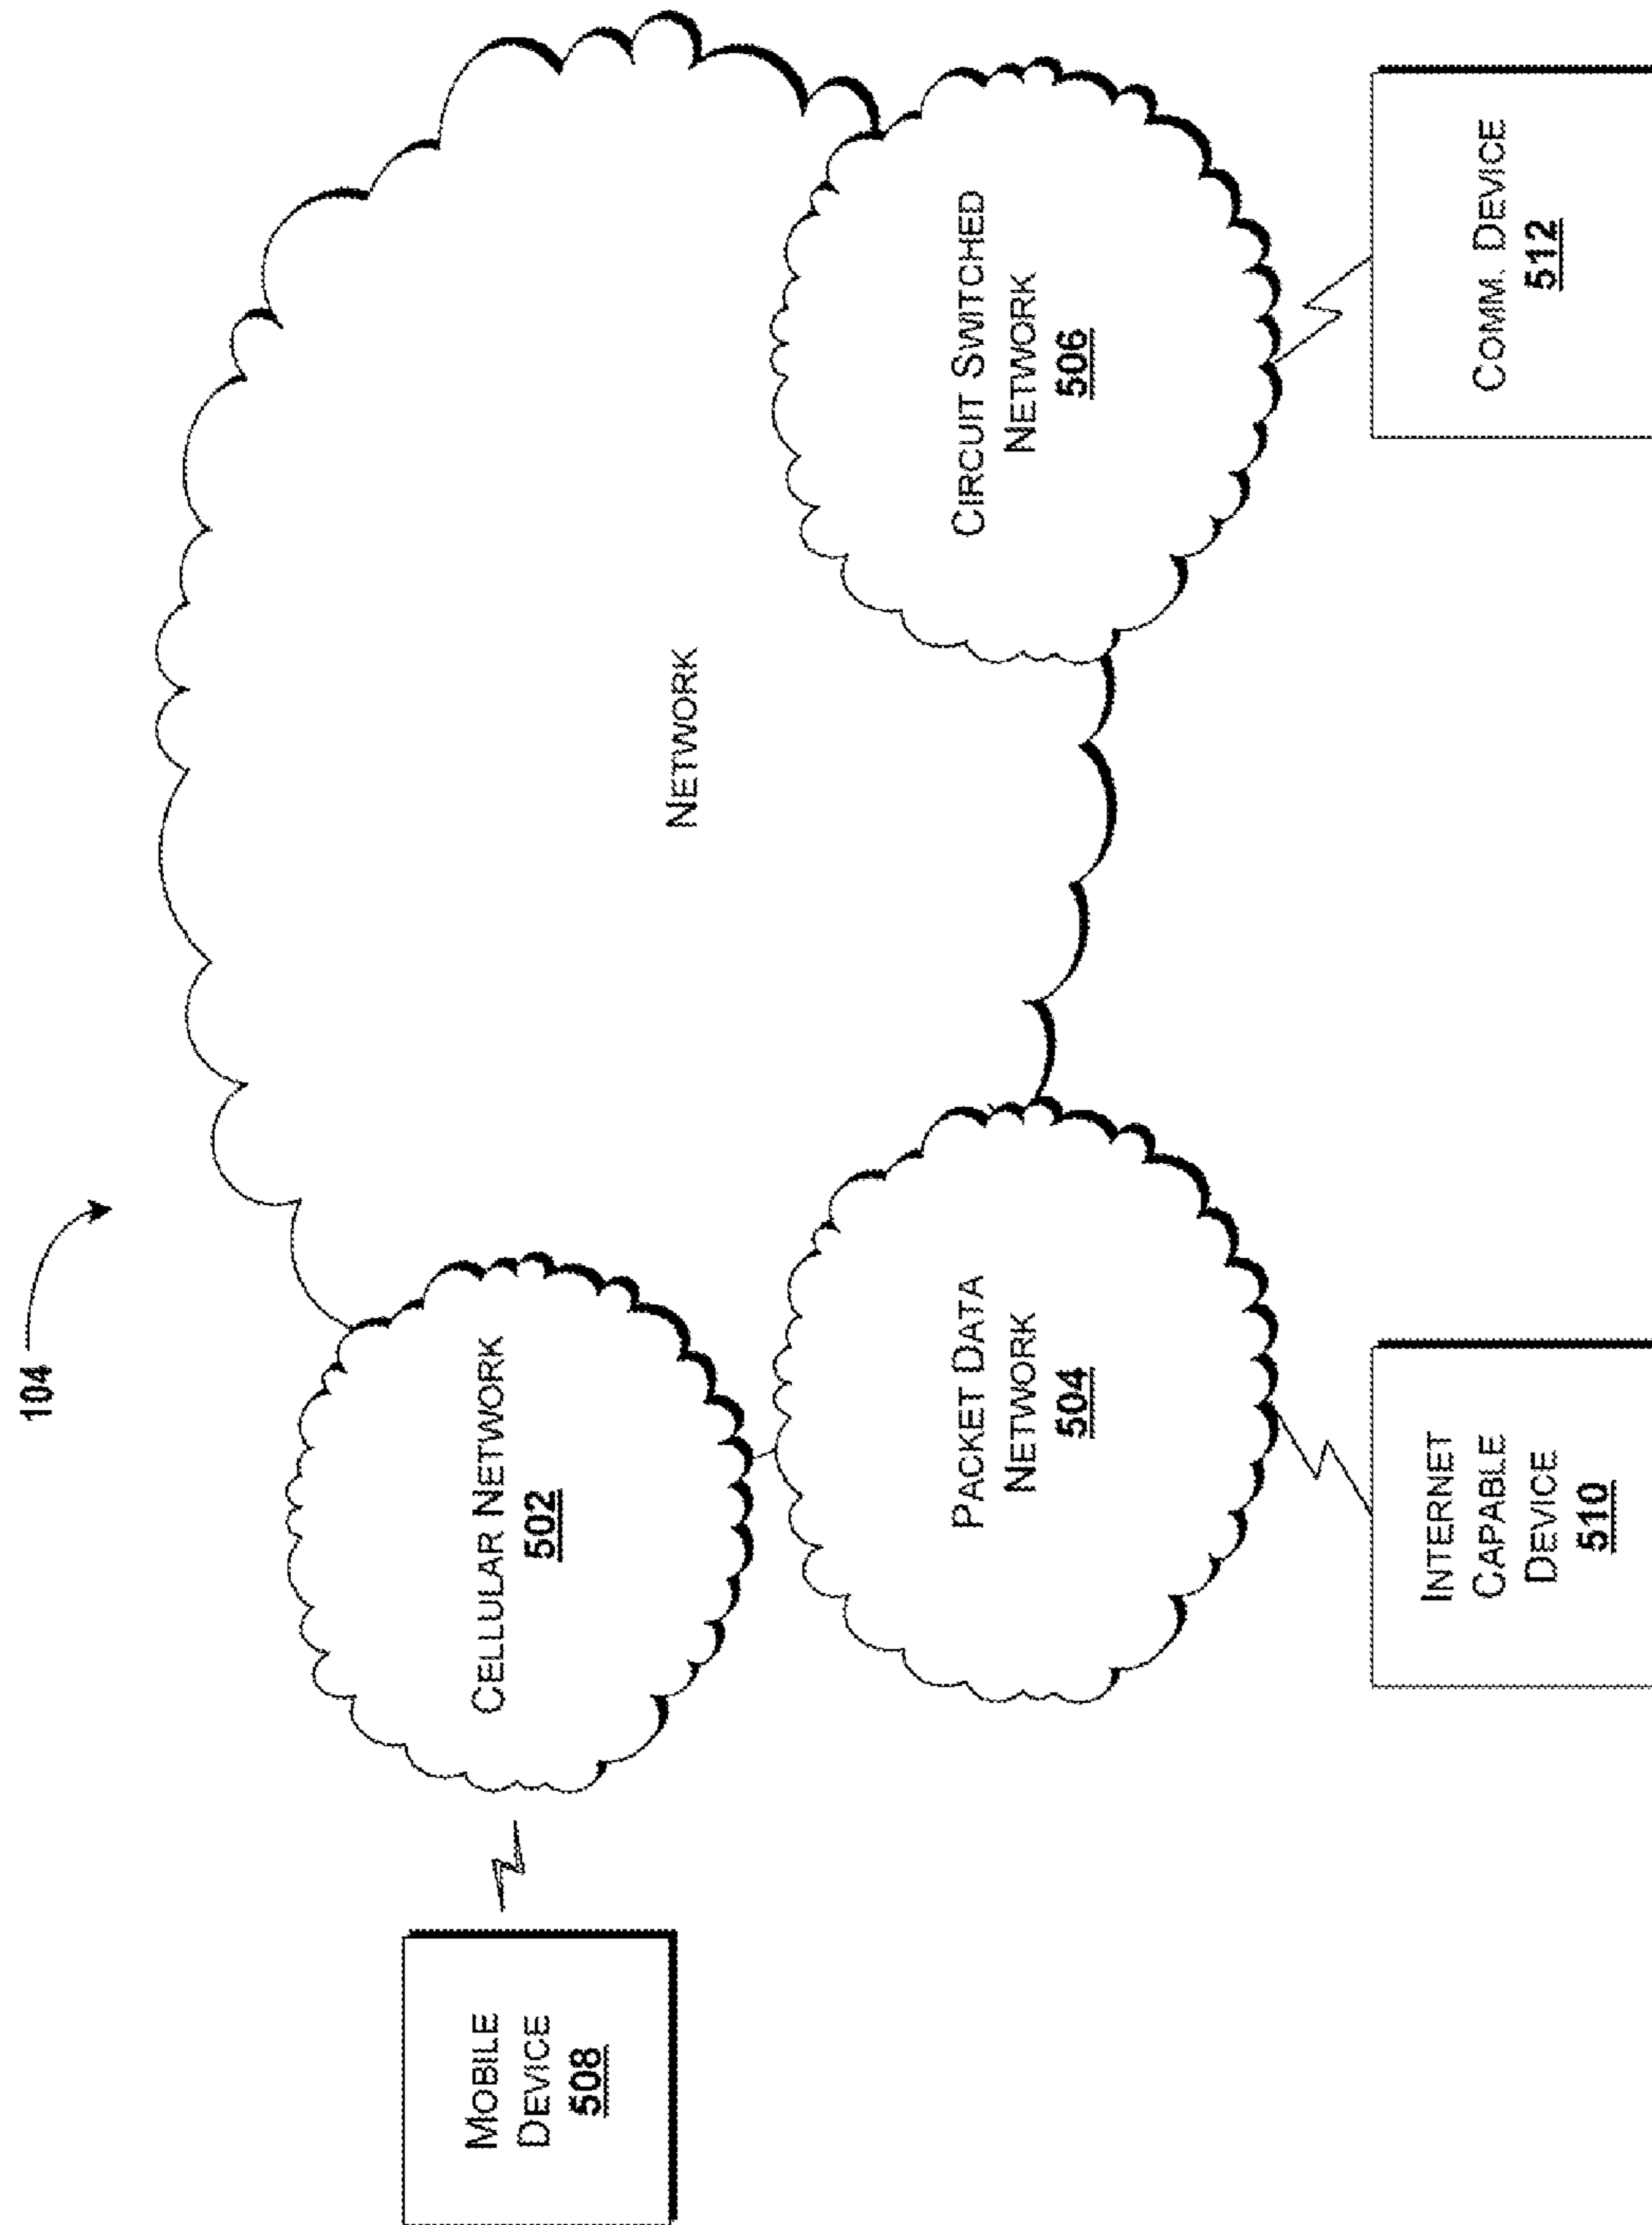 104
NETWORK
CELLULAR NETWORK
502
MOBILE
DEVICE
508
PACKET DATA
NETWORK
504
CIRCUIT SWITCHED
NETWORK
506
INTERNET
CAPABLE
DEVICE
510
COMM. DEVICE
512